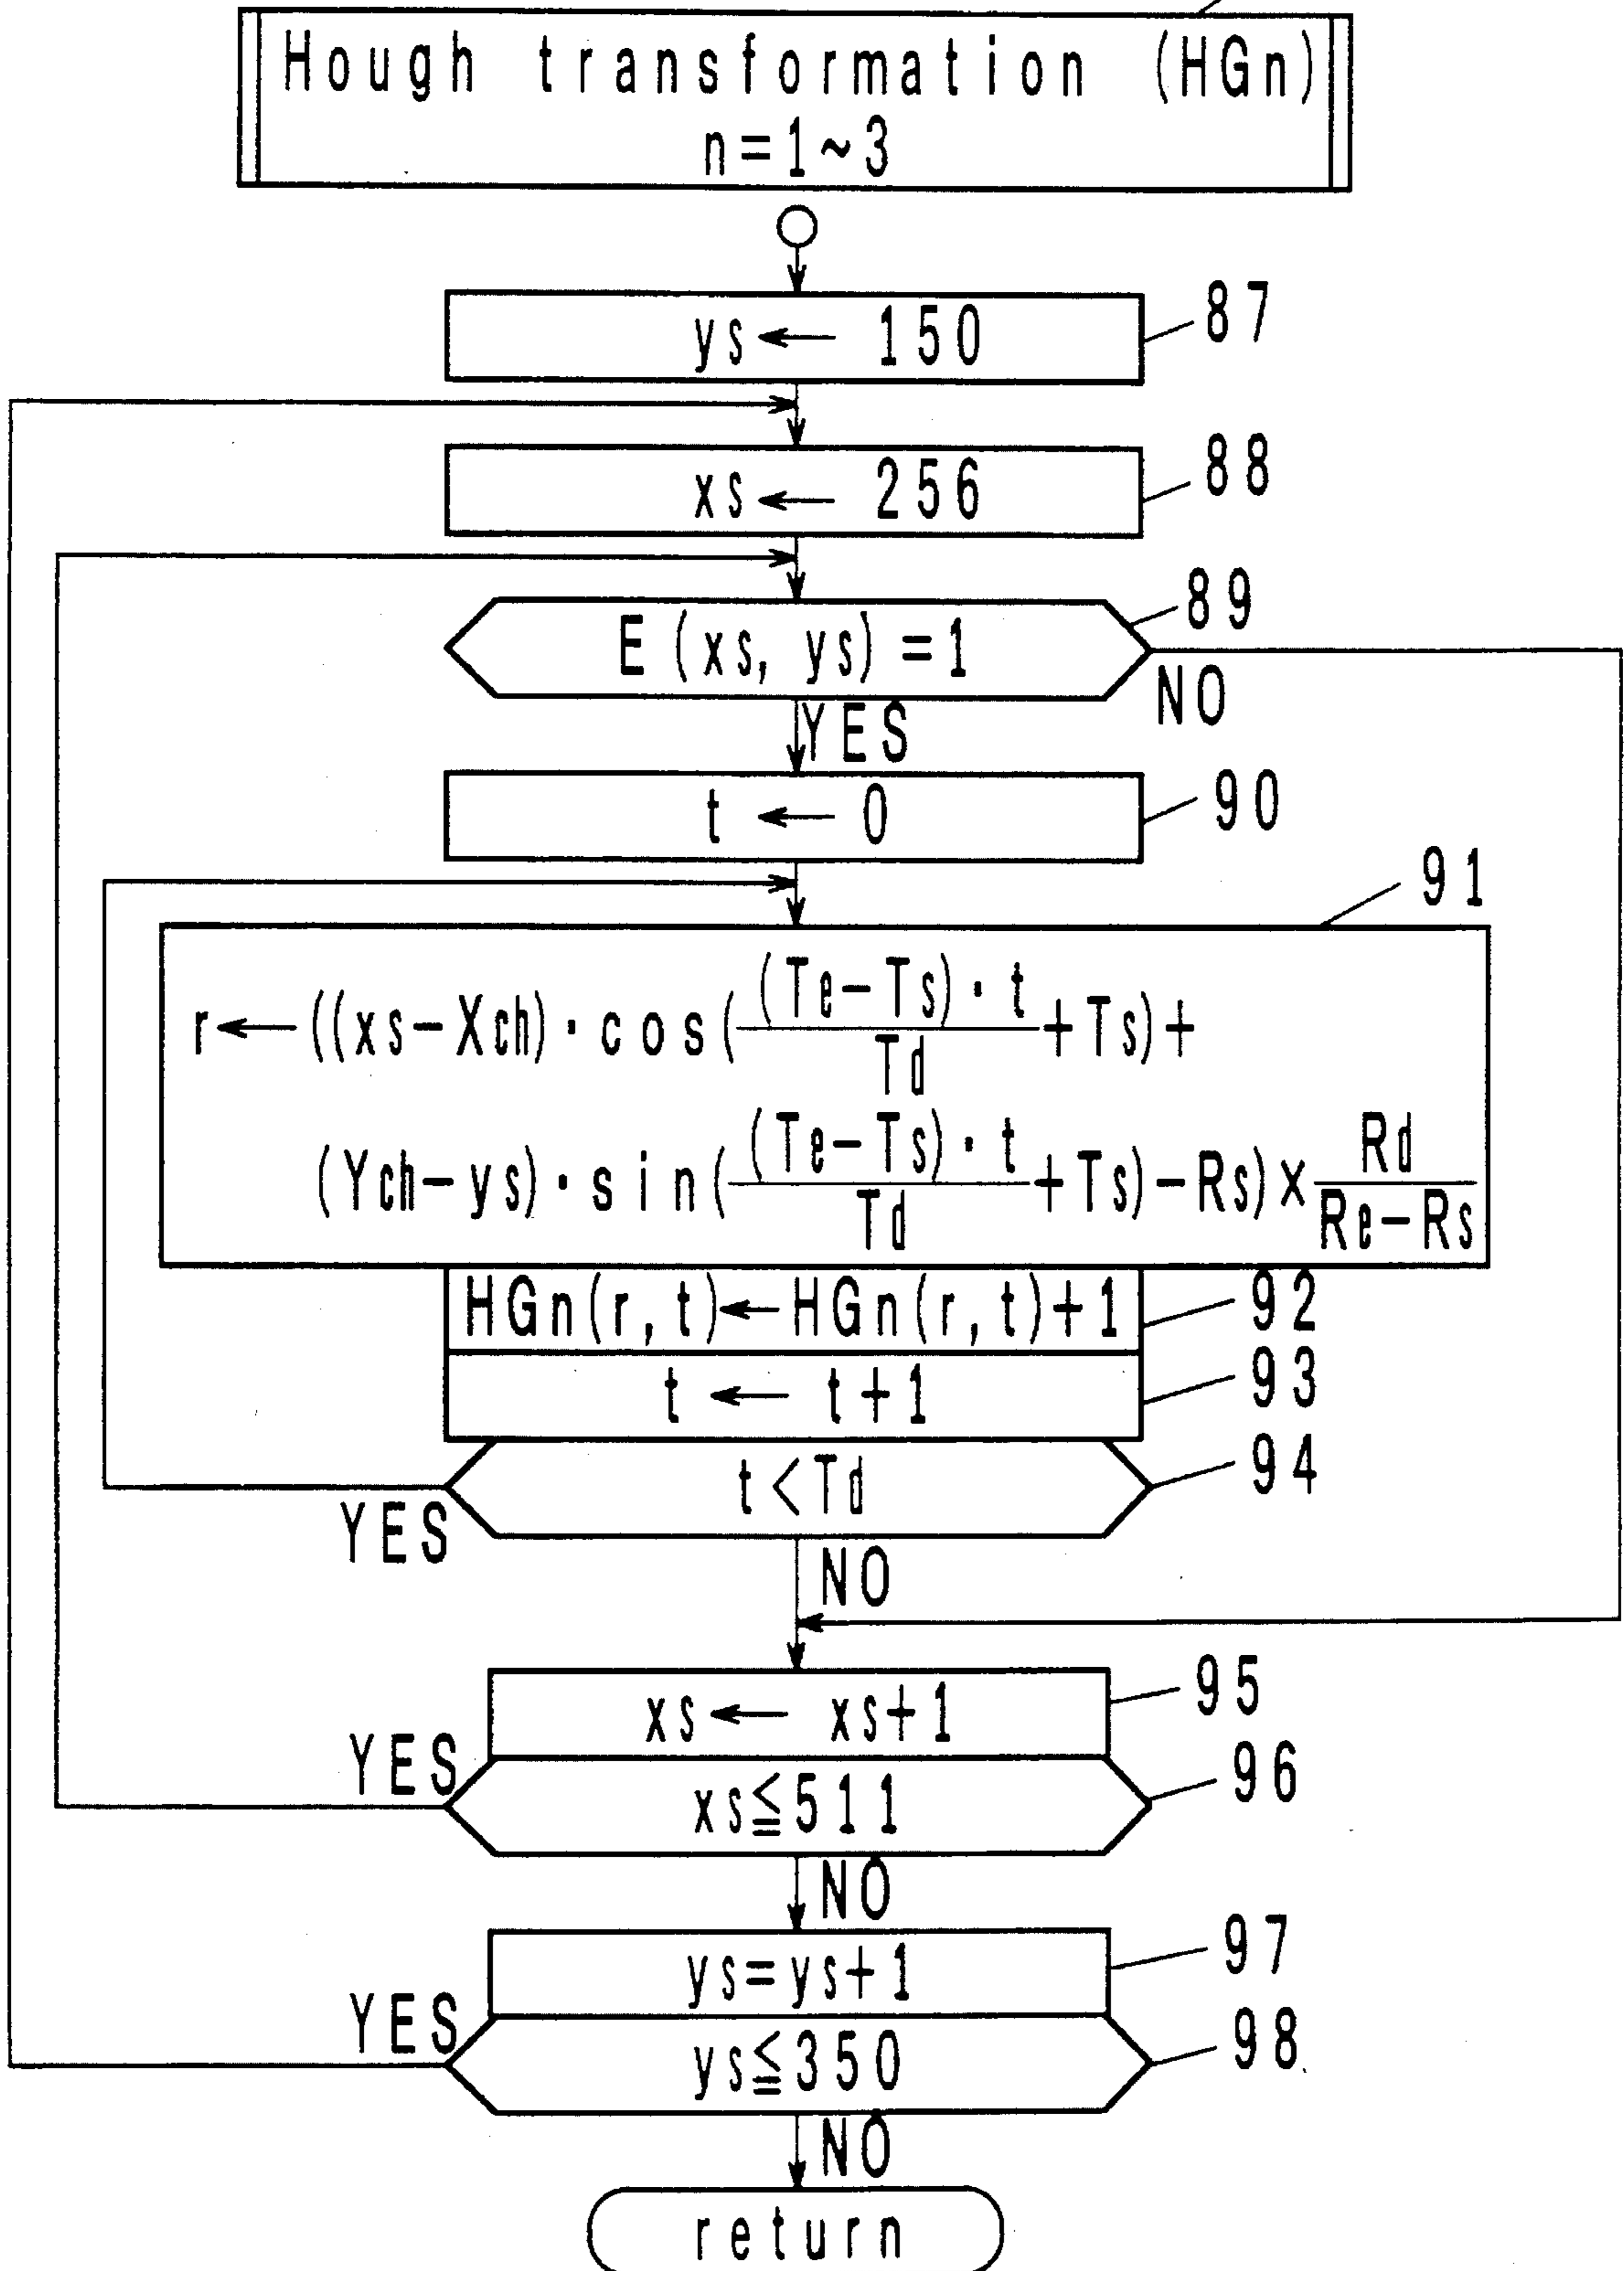 Hough transformation (HGn)
n=1~3
ys ← 150
87
xs ← 256
88
E(xs, ys)=1
89
NO
YES
t ← 0
90
91
r ← ((xs−Xch)·cos((Te−Ts)·t/Td+Ts)+
(Ych−ys)·sin((Te−Ts)·t/Td+Ts)−Rs)×Rd/Re−Rs
HGn(r,t)←HGn(r,t)+1
92
t ← t+1
93
t<Td
94
YES
NO
xs ← xs+1
95
YES
xs≦511
96
NO
ys=ys+1
97
YES
ys≦350
98
NO
return